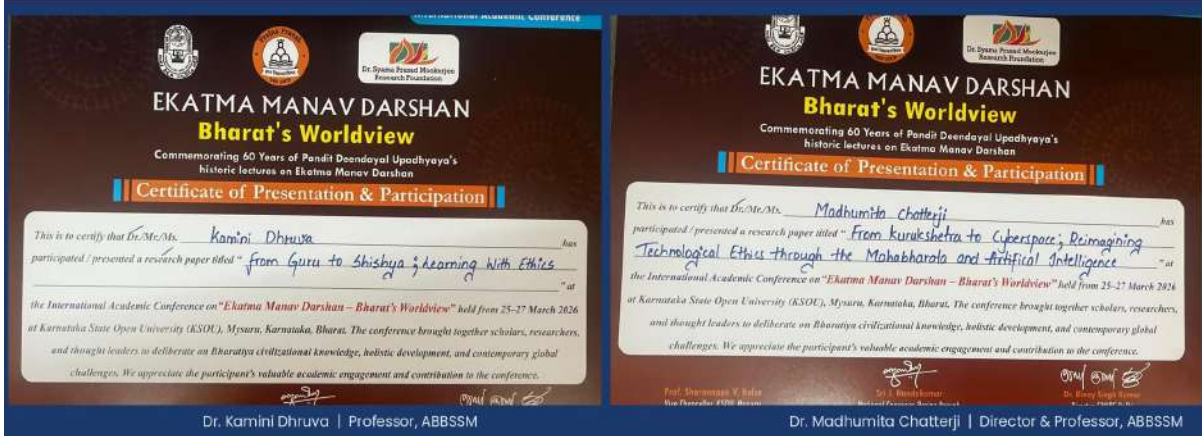 International Academic Conference
Prajna Pravah
Dr. Syama Prasad Mookerjee
Research Foundation
EKATMA MANAV DARSHAN
Bharat's Worldview
Commemorating 60 Years of Pandit Deendayal Upadhyaya's
historic lectures on Ekatma Manav Darshan
Certificate of Presentation & Participation
This is to certify that Dr./Mr./Ms. Kamini Dhruva has
participated / presented a research paper titled " From Guru to Shishya ; Learning With Ethics
" at
the International Academic Conference on "Ekatma Manav Darshan – Bharat's Worldview" held from 25-27 March 2026
at Karnataka State Open University (KSOU), Mysuru, Karnataka, Bharat. The conference brought together scholars, researchers,
and thought leaders to deliberate on Bharatiya civilizational knowledge, holistic development, and contemporary global
challenges. We appreciate the participant's valuable academic engagement and contribution to the conference.
Dr. Kamini Dhruva | Professor, ABBSSM
Dr. Syama Prasad Mookerjee
Research Foundation
EKATMA MANAV DARSHAN
Bharat's Worldview
Commemorating 60 Years of Pandit Deendayal Upadhyaya's
historic lectures on Ekatma Manav Darshan
Certificate of Presentation & Participation
This is to certify that Dr./Mr./Ms. Madhumita Chatterji has
participated / presented a research paper titled " From Kurukshetra to Cyberspace; Reimagining
Technological Ethics through the Mahabharata and Artifical Intelligence " at
the International Academic Conference on "Ekatma Manav Darshan – Bharat's Worldview" held from 25-27 March 2026
at Karnataka State Open University (KSOU), Mysuru, Karnataka, Bharat. The conference brought together scholars, researchers,
and thought leaders to deliberate on Bharatiya civilizational knowledge, holistic development, and contemporary global
challenges. We appreciate the participant's valuable academic engagement and contribution to the conference.
Prof. Sharanappa V. Halse
Sri J. Nandakumar
Dr. Binay Singh
Dr. Madhumita Chatterji | Director & Professor, ABBSSM